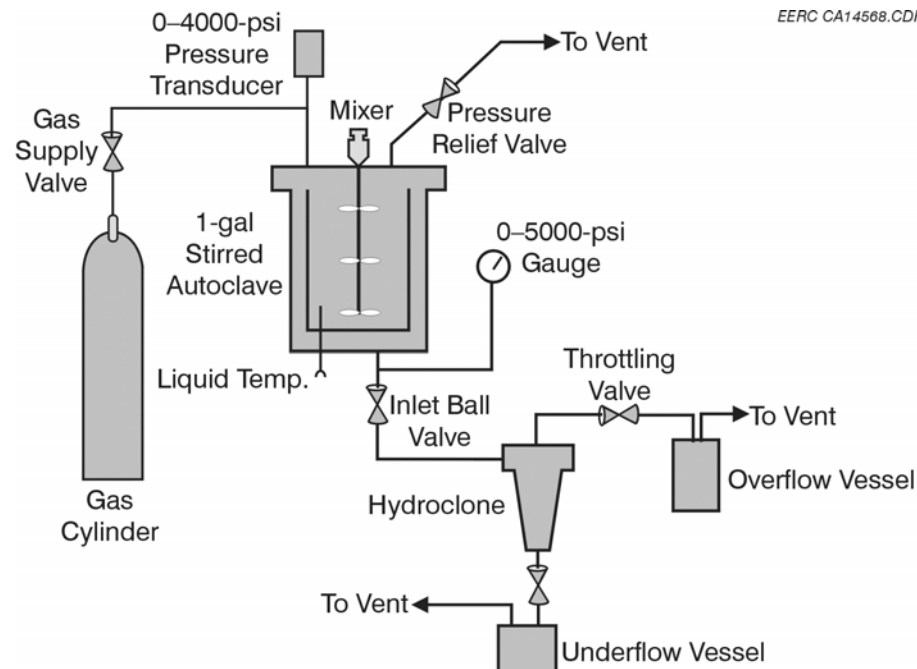 EERC CA14568.CDR
0–4000-psi
Pressure
Transducer
To Vent
Mixer
Pressure
Relief Valve
Gas
Supply
Valve
1-gal
Stirred
Autoclave
0–5000-psi
Gauge
Liquid Temp.
Inlet Ball
Valve
Throttling
Valve
To Vent
Overflow Vessel
Hydroclone
Gas
Cylinder
To Vent
Underflow Vessel